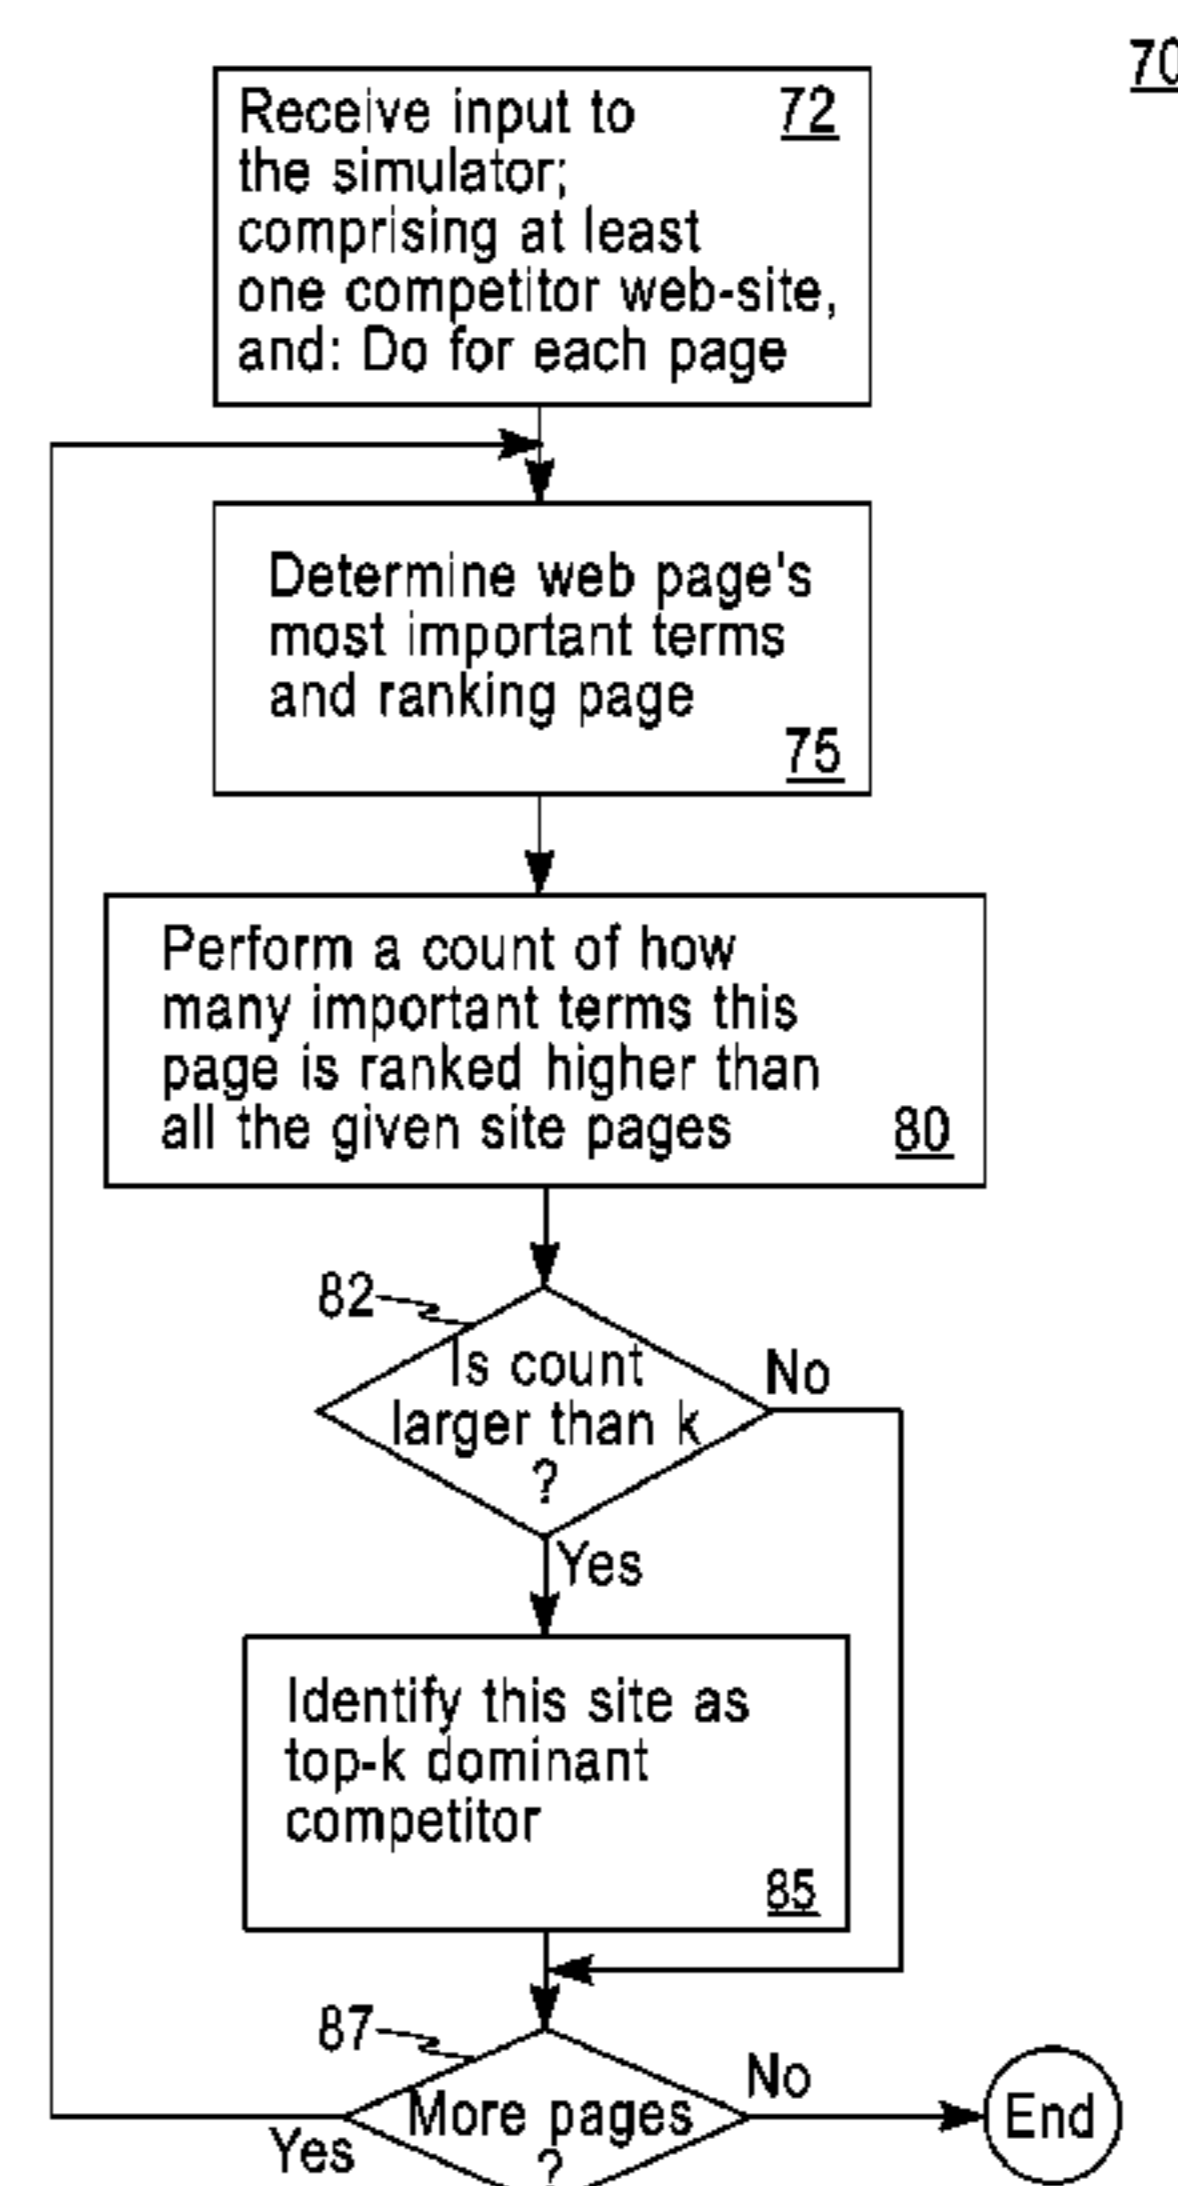 70
Receive input to
72
the simulator;
comprising at least
one competitor web-site,
and: Do for each page
Determine web page's
most important terms
and ranking page
75
Perform a count of how
many important terms this
page is ranked higher than
all the given site pages
80
82
Is count
larger than k
?
No
Yes
Identify this site as
top-k dominant
competitor
85
87
More pages
?
No
End
Yes